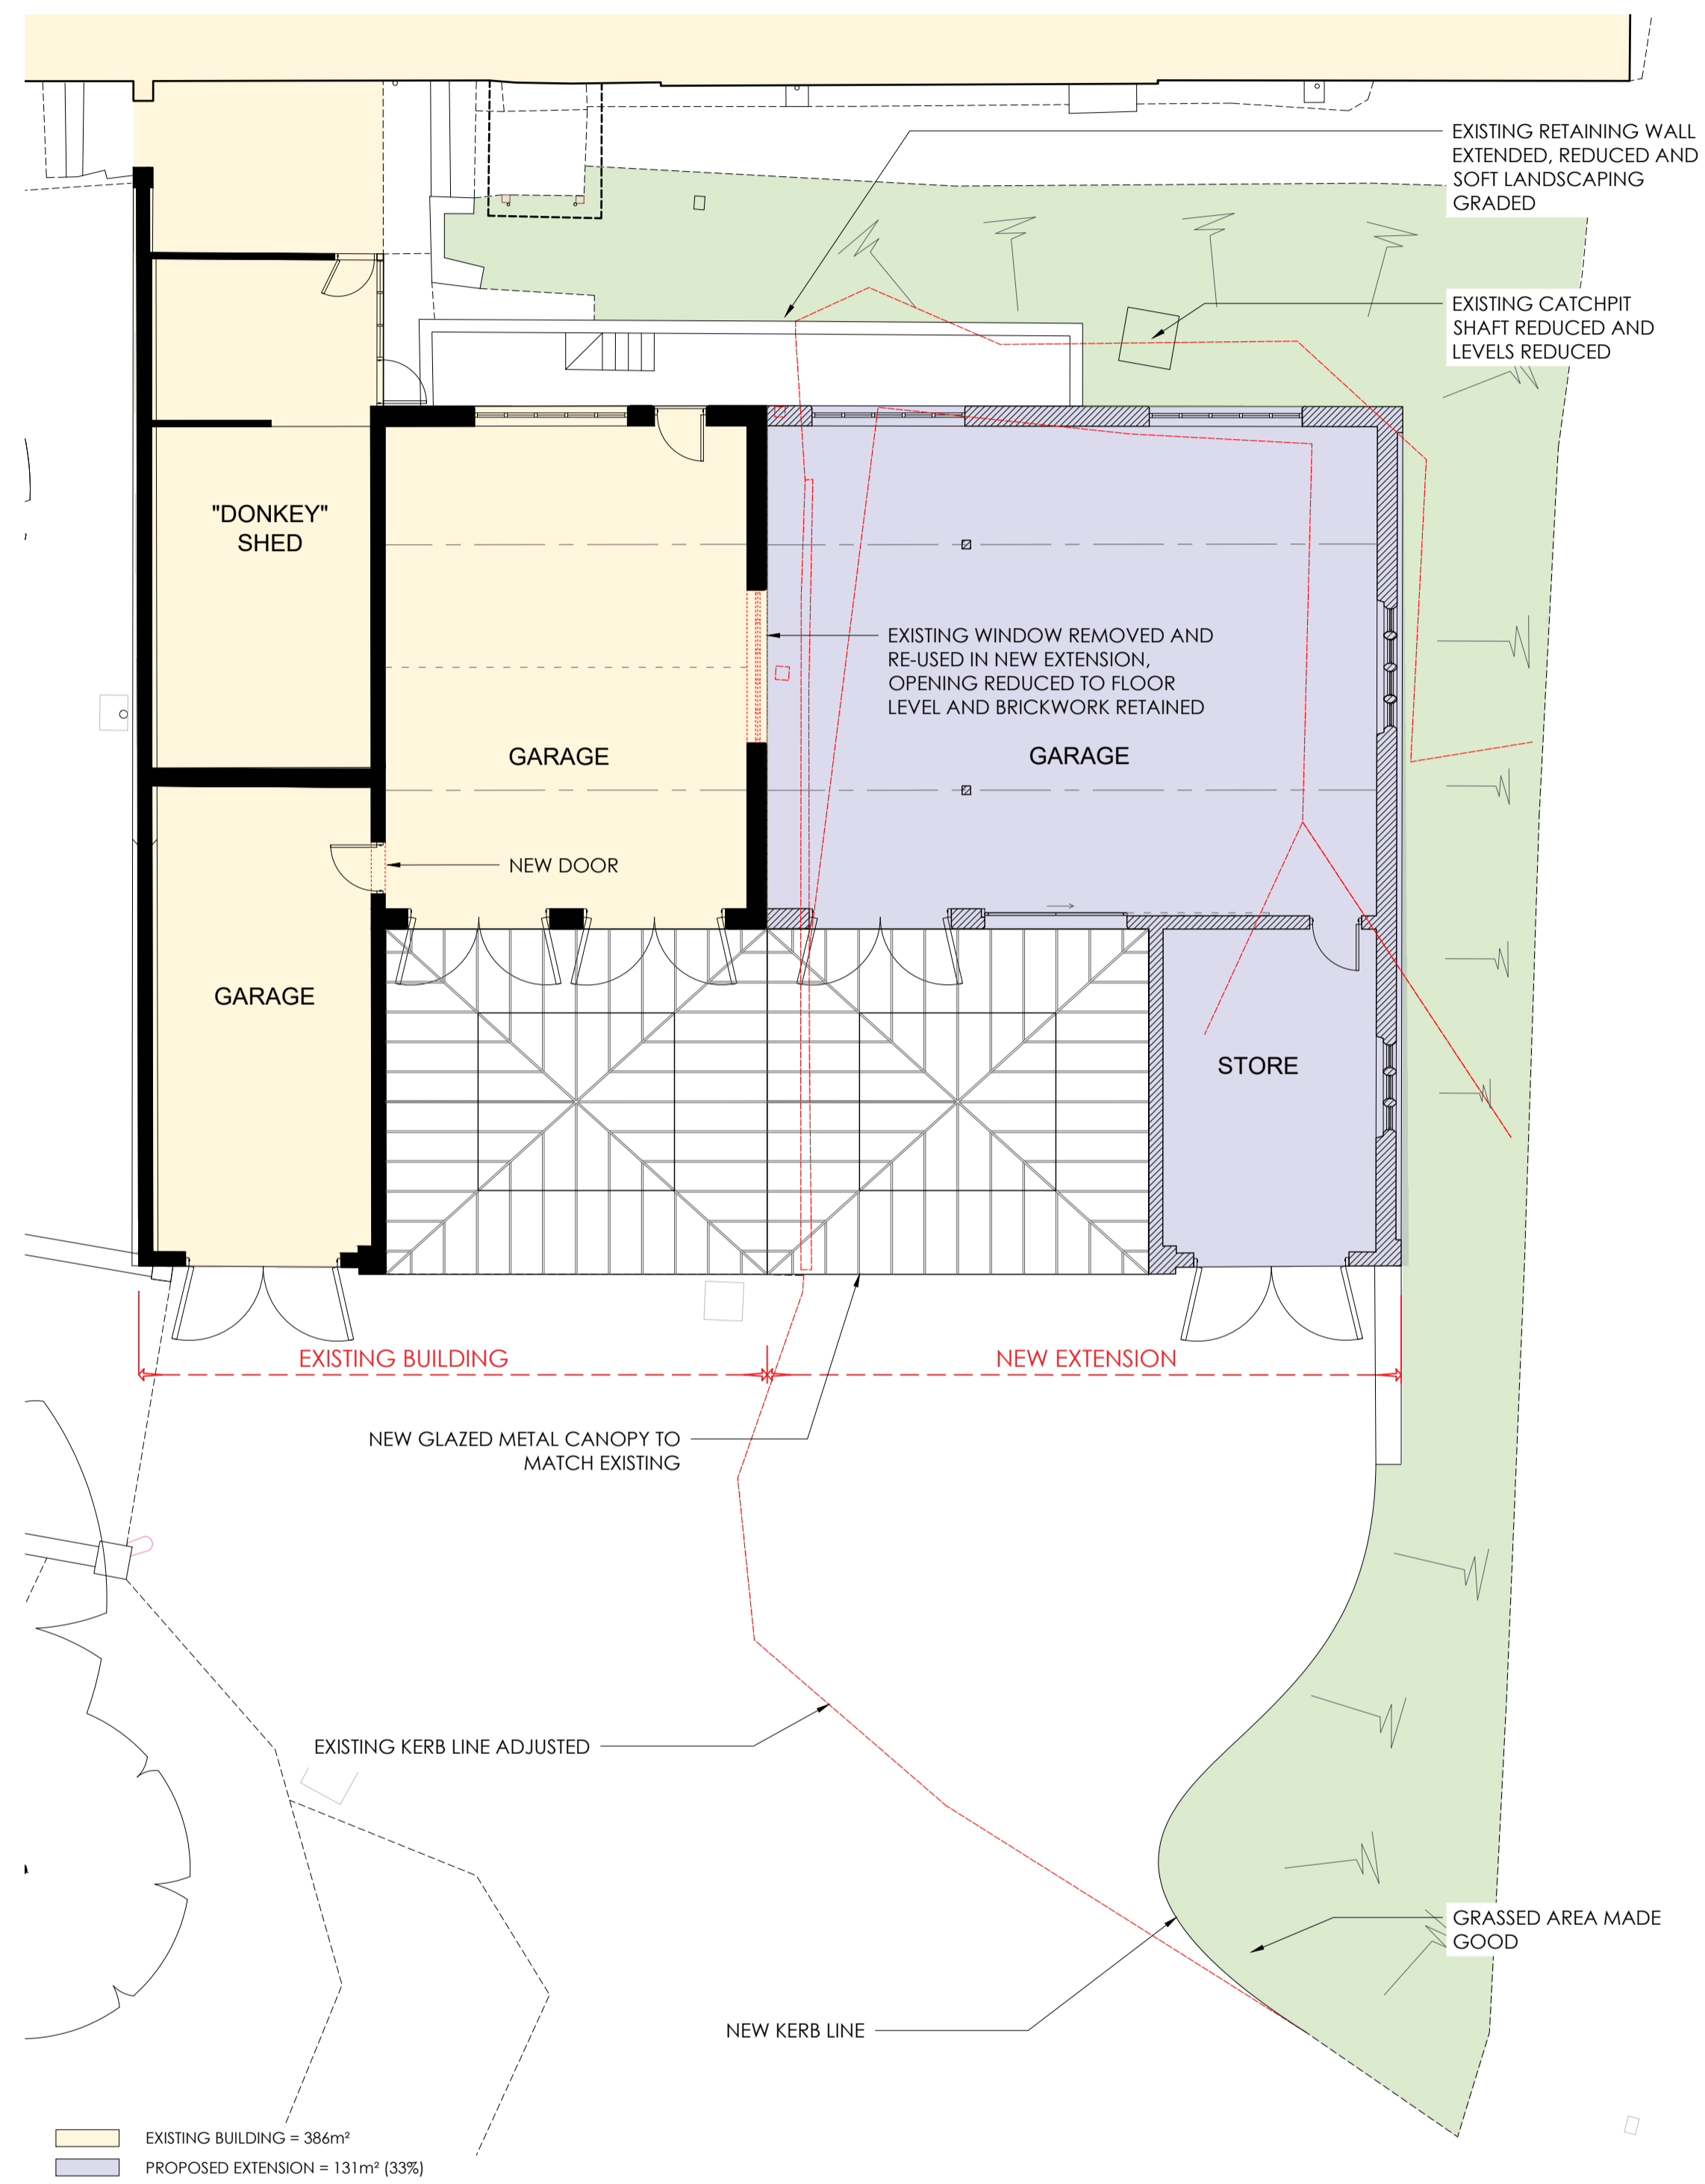 EXISTING RETAINING WALL
EXTENDED, REDUCED AND
SOFT LANDSCAPING
GRADED
EXISTING CATCHPIT
SHAFT REDUCED AND
LEVELS REDUCED
"DONKEY"
SHED
EXISTING WINDOW REMOVED AND
RE-USED IN NEW EXTENSION,
OPENING REDUCED TO FLOOR
LEVEL AND BRICKWORK RETAINED
GARAGE
GARAGE
NEW DOOR
GARAGE
STORE
EXISTING BUILDING
NEW EXTENSION
NEW GLAZED METAL CANOPY TO
MATCH EXISTING
EXISTING KERB LINE ADJUSTED
GRASSED AREA MADE
GOOD
NEW KERB LINE
EXISTING BUILDING = 386m²
PROPOSED EXTENSION = 131m² (33%)